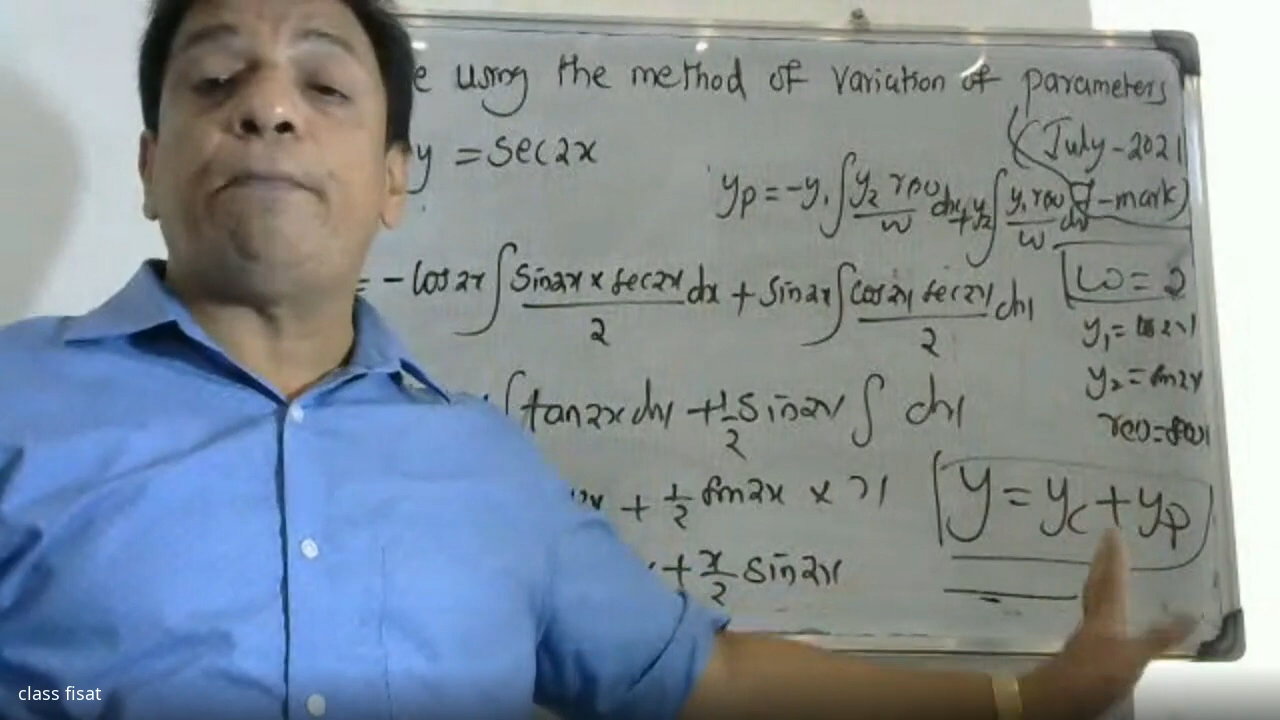 e using the method of variation of parameters
(July-2021
y = sec2x
7-mark)
yp = -y₁∫ y₂ r(x)/w dx + y₂∫ y₁ r(x)/w dx
= -cos2x∫ sin2x x sec2x/2 dx + sin2x∫ cos2x sec2x/2 dx
w = 2
y₁ = cos2x
y₂ = sin2x
∫tan2x dx + 1/2 sin2x ∫ dx
2x + 1/2 sin2x x x
y = yc + yp
+ x/2 sin2x
class fisat